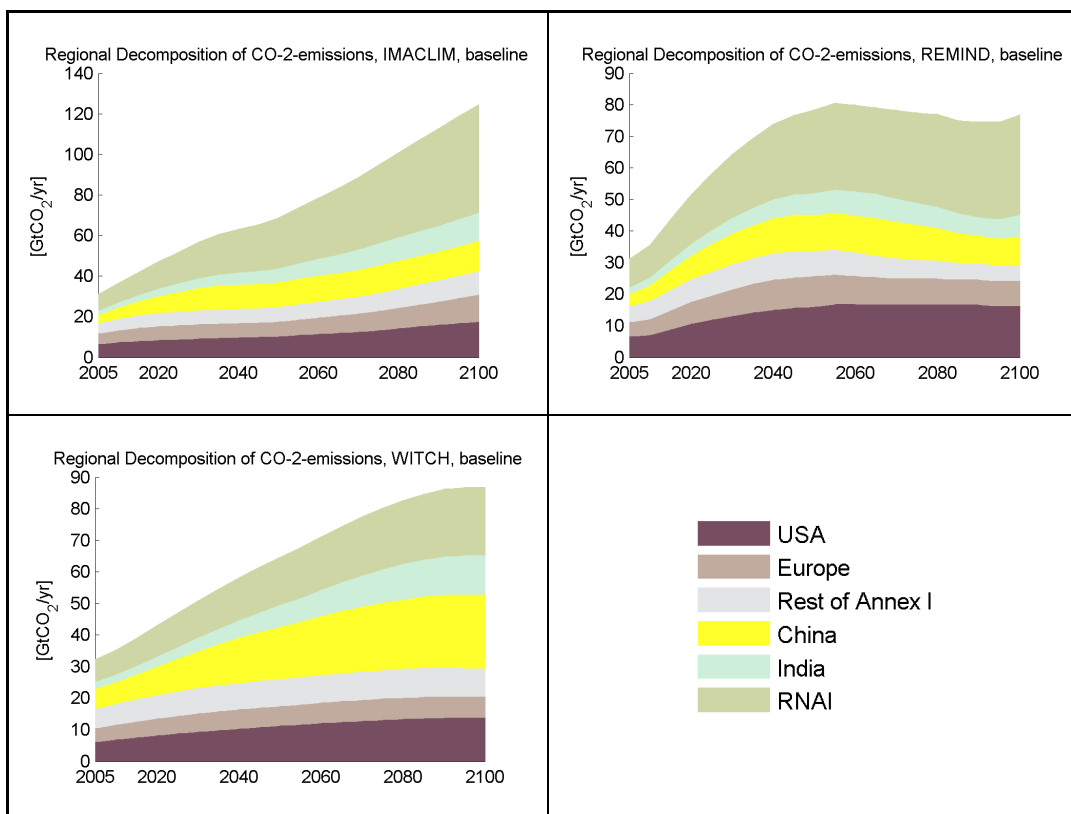 Regional Decomposition of CO-2-emissions, IMACLIM, baseline
[GtCO2/yr]
140
120
100
80
60
40
20
0
2005 2020 2040 2060 2080 2100
Regional Decomposition of CO-2-emissions, REMIND, baseline
[GtCO2/yr]
90
80
70
60
50
40
30
20
10
0
2005 2020 2040 2060 2080 2100
Regional Decomposition of CO-2-emissions, WITCH, baseline
[GtCO2/yr]
90
80
70
60
50
40
30
20
10
0
2005 2020 2040 2060 2080 2100
USA
Europe
Rest of Annex I
China
India
RNAI